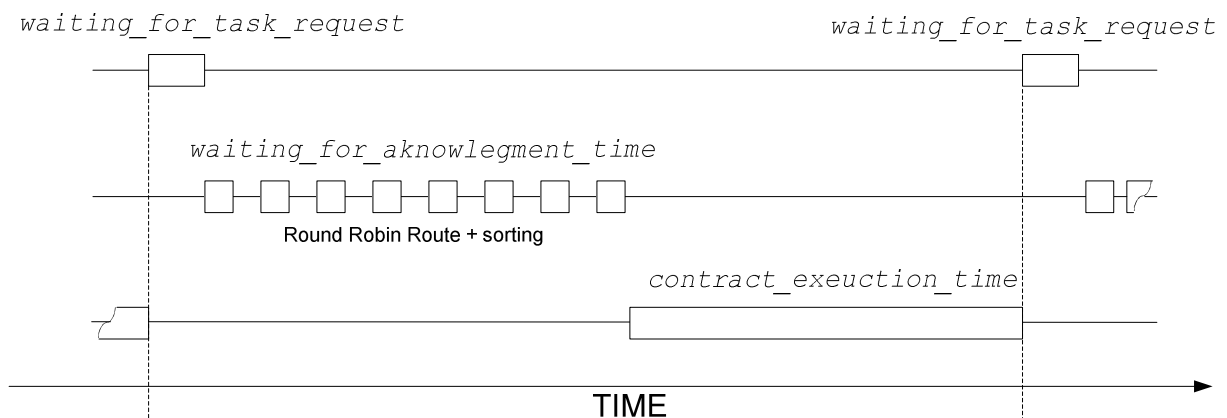 waiting_for_task_request
waiting_for_task_request
waiting_for_aknowlegment_time
Round Robin Route + sorting
contract_exeuction_time
TIME